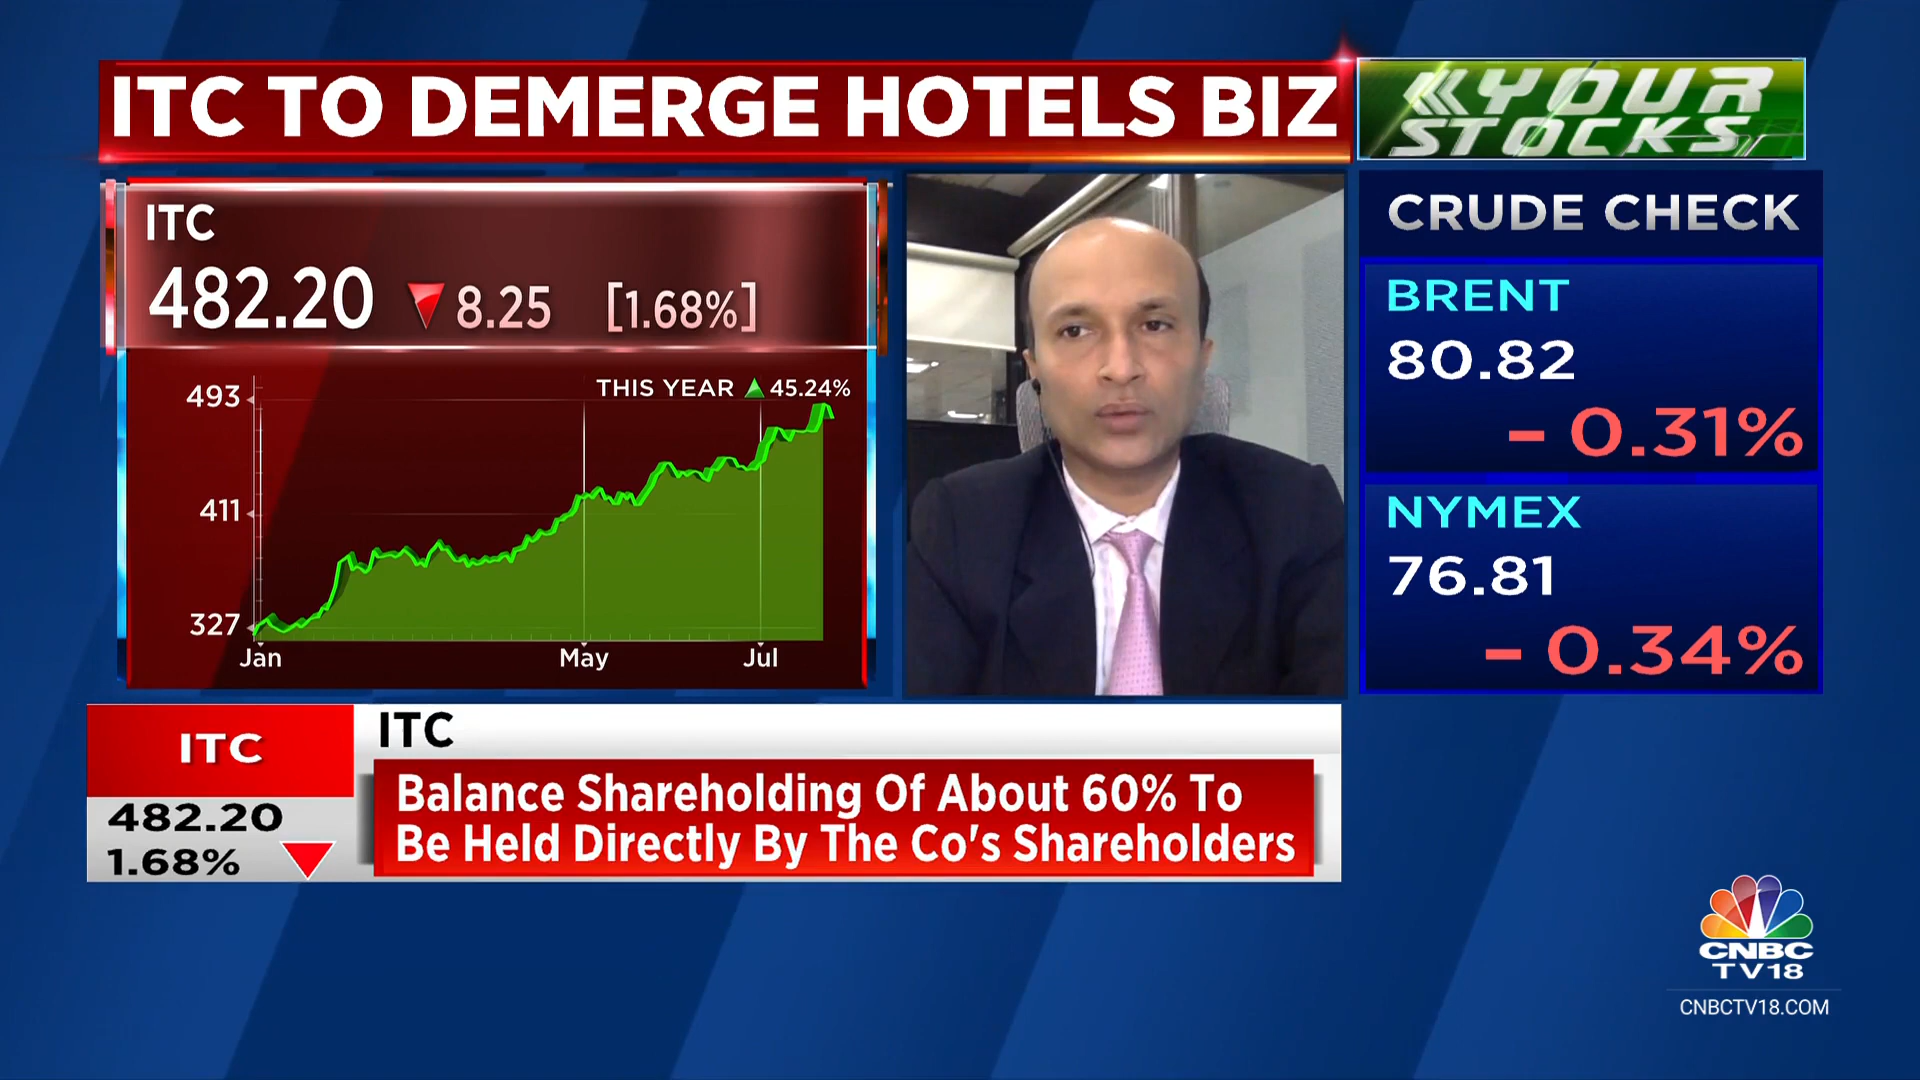 ITC TO DEMERGE HOTELS BIZ
YOUR
STOCKS
ITC
482.20 ▼ 8.25 [1.68%]
THIS YEAR ▲ 45.24%
493
411
327
Jan May Jul
CRUDE CHECK
BRENT
80.82
- 0.31%
NYMEX
76.81
- 0.34%
ITC
482.20
1.68% ▼
ITC
Balance Shareholding Of About 60% To
Be Held Directly By The Co's Shareholders
CNBC
TV18
CNBCTV18.COM